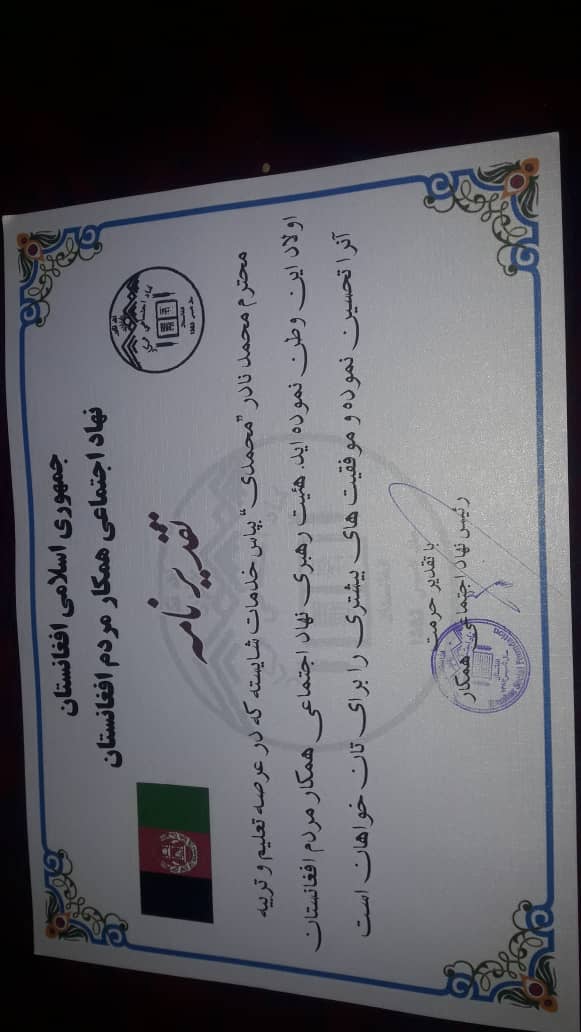 جمهوری اسلامی افغانستان
نهاد اجتماعی همکار مردم افغانستان
تقدیرنامه
محترم محمد نادر "محمدی" بپاس خدمات شایسته که در عرصه تعلیم و تربیه
اولاد این وطن نموده اید. هئیت رهبری نهاد اجتماعی همکار مردم افغانستان
آنرا تحسین نموده و موفقیت های بیشتری را برای تان خواهان است
با تقدیر حرمت
رئیس نهاد اجتماعی همکار